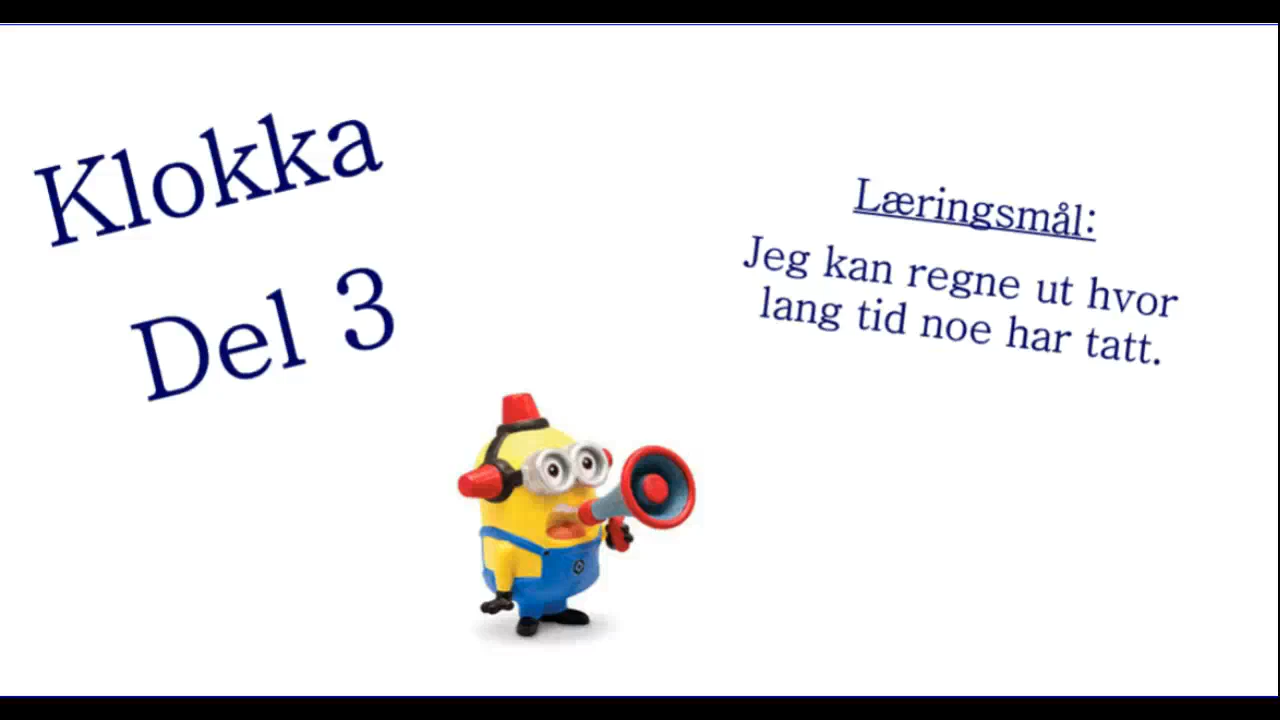 Klokka
Del 3
Læringsmål:
Jeg kan regne ut hvor
lang tid noe har tatt.